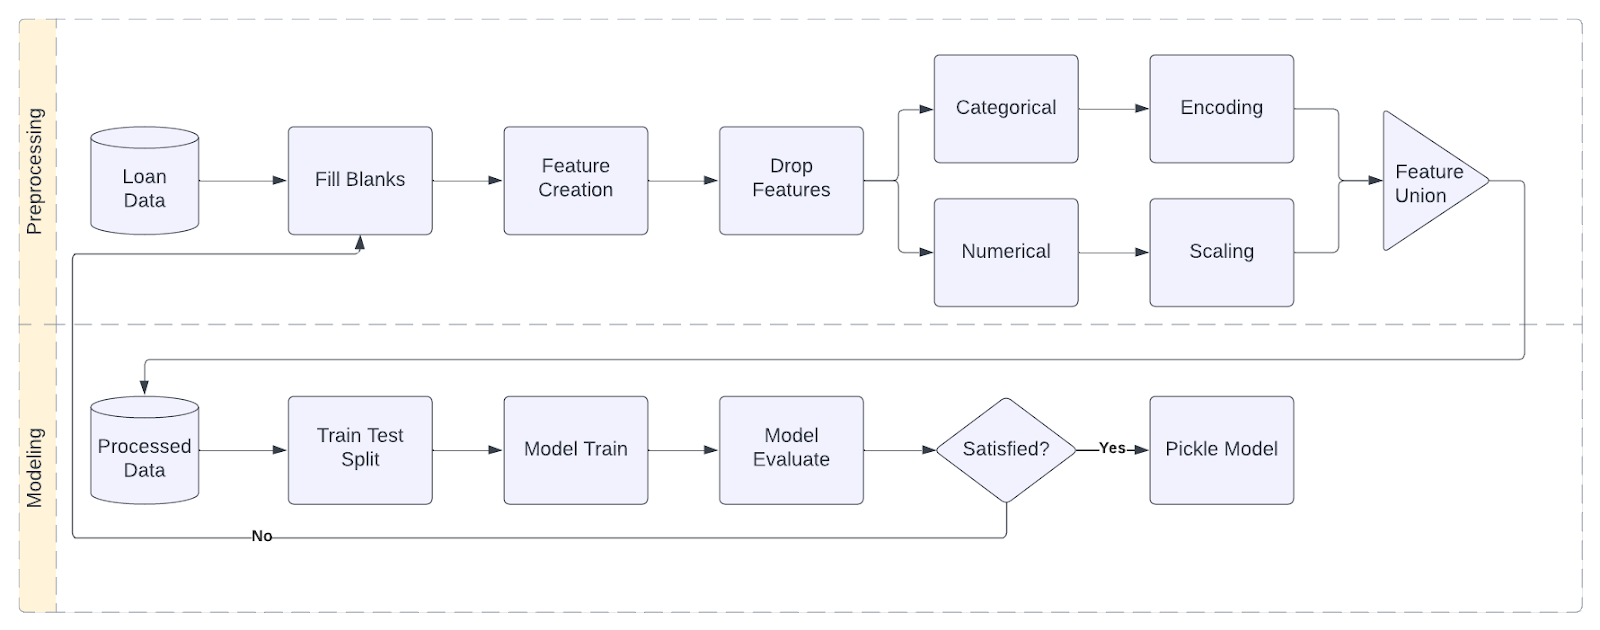 Preprocessing
Loan
Data
Fill Blanks
Feature
Creation
Drop
Features
Categorical
Encoding
Numerical
Scaling
Feature
Union
Modeling
Processed
Data
Train Test
Split
Model Train
Model
Evaluate
Satisfied?
Yes
Pickle Model
No